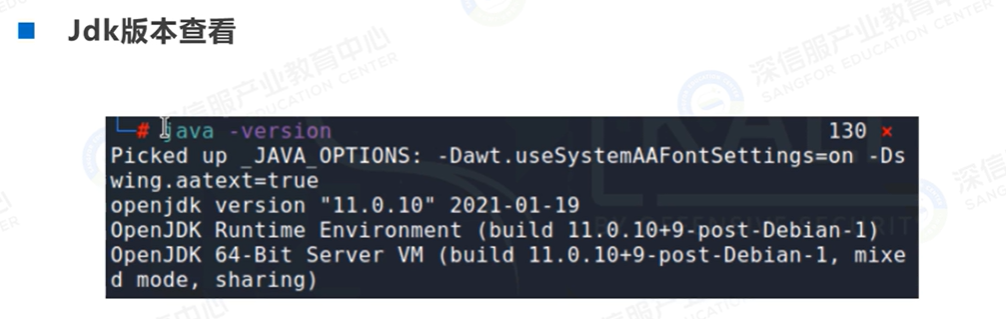 Jdk版本查看
深信服产业教育中心
SANGFOR EDUCATION CENTER
└─# java -version 130 ×
Picked up _JAVA_OPTIONS: -Dawt.useSystemAAFontSettings=on -Ds
wing.aatext=true
openjdk version "11.0.10" 2021-01-19
OpenJDK Runtime Environment (build 11.0.10+9-post-Debian-1)
OpenJDK 64-Bit Server VM (build 11.0.10+9-post-Debian-1, mixe
d mode, sharing)